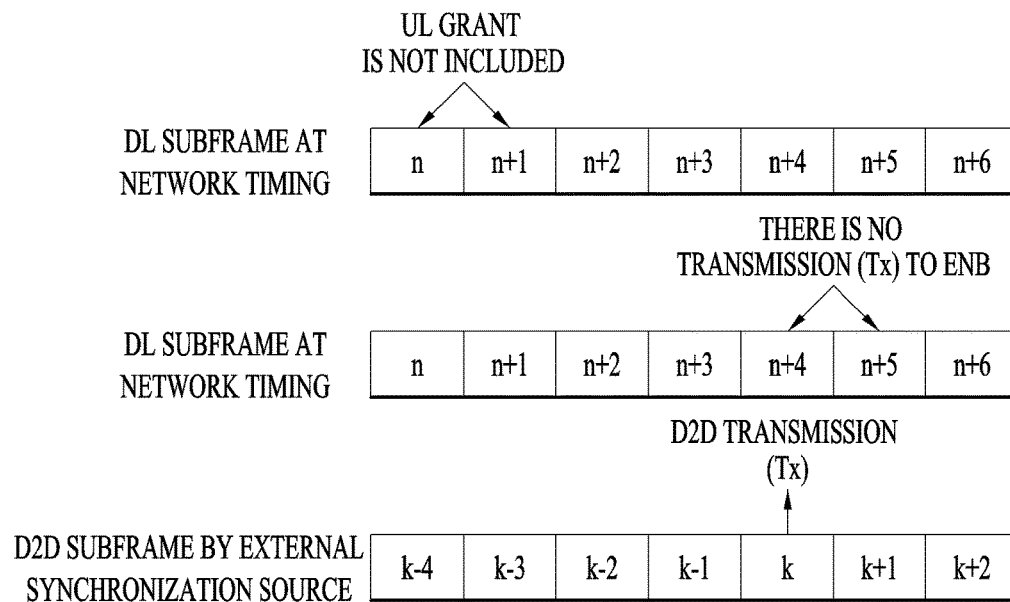 UL GRANT
IS NOT INCLUDED
DL SUBFRAME AT
NETWORK TIMING
n n+1 n+2 n+3 n+4 n+5 n+6
THERE IS NO
TRANSMISSION (Tx) TO ENB
DL SUBFRAME AT
NETWORK TIMING
n n+1 n+2 n+3 n+4 n+5 n+6
D2D TRANSMISSION
(Tx)
D2D SUBFRAME BY EXTERNAL
SYNCHRONIZATION SOURCE
k-4 k-3 k-2 k-1 k k+1 k+2